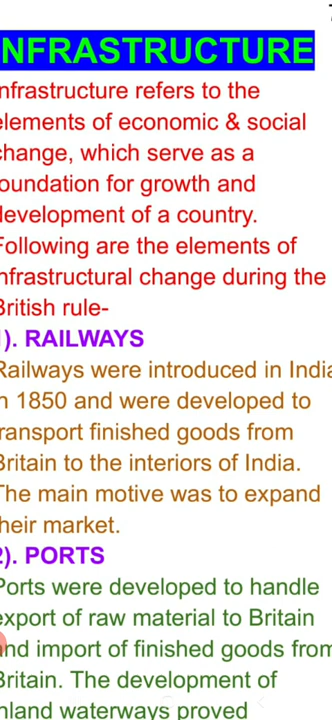 NFRASTRUCTURE
nfrastructure refers to the
elements of economic & social
change, which serve as a
oundation for growth and
development of a country.
Following are the elements of
nfrastructural change during the
British rule-
1). RAILWAYS
Railways were introduced in India
n 1850 and were developed to
ransport finished goods from
Britain to the interiors of India.
The main motive was to expand
heir market.
2). PORTS
Ports were developed to handle
export of raw material to Britain
and import of finished goods from
Britain. The development of
nland waterways proved